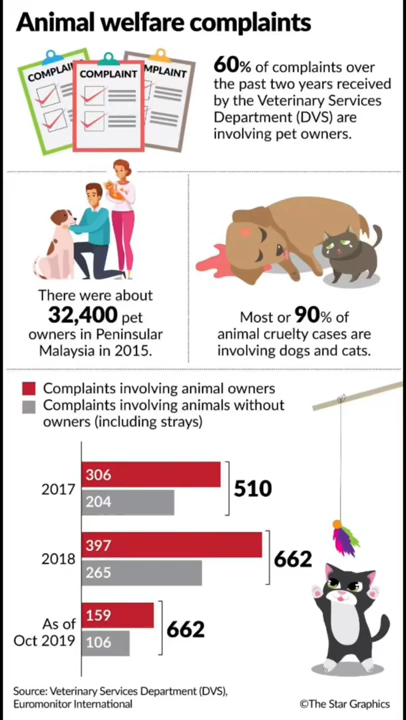 Animal welfare complaints
COMPLAI
COMPLAINT
MPLAINT
60% of complaints over
the past two years received
by the Veterinary Services
Department (DVS) are
involving pet owners.
There were about
32,400 pet
owners in Peninsular
Malaysia in 2015.
Most or 90% of
animal cruelty cases are
involving dogs and cats.
Complaints involving animal owners
Complaints involving animals without
owners (including strays)
2017
306
204
510
2018
397
265
662
As of
Oct 2019
159
106
662
Source: Veterinary Services Department (DVS),
Euromonitor International
©The Star Graphics